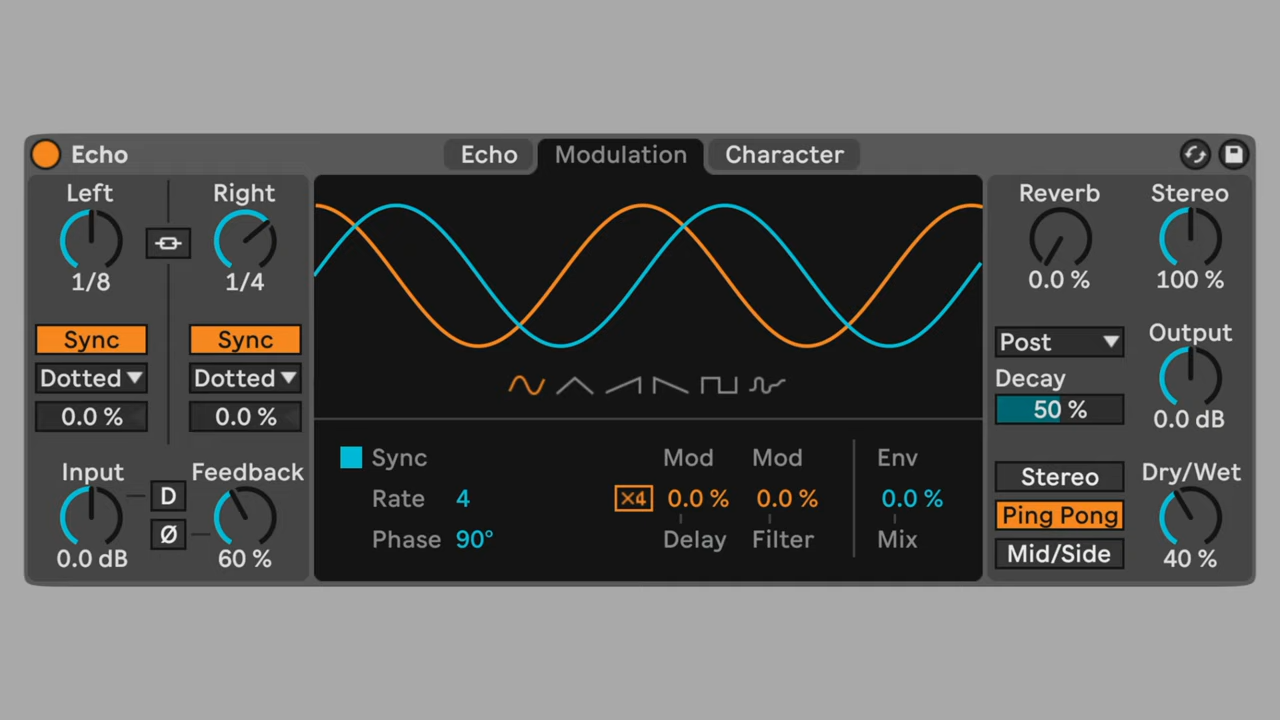 Echo
Echo Modulation Character
Left Right
1/8 1/4
Sync Sync
Dotted Dotted
0.0 % 0.0 %
Input Feedback
D
Ø
0.0 dB 60 %
Sync
Rate 4
Phase 90°
Mod Mod Env
x4 0.0 % 0.0 % 0.0 %
Delay Filter Mix
Reverb Stereo
0.0 % 100 %
Post Output
Decay
50 % 0.0 dB
Stereo Dry/Wet
Ping Pong
Mid/Side 40 %